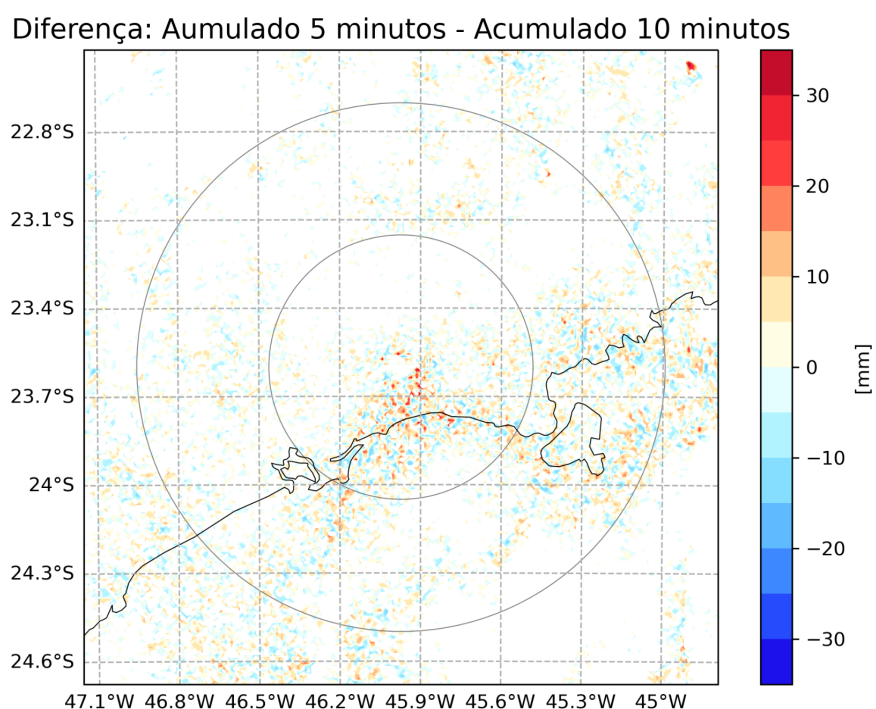 Diferença: Aumulado 5 minutos - Acumulado 10 minutos
22.8°S
23.1°S
23.4°S
23.7°S
24°S
24.3°S
24.6°S
47.1°W 46.8°W 46.5°W 46.2°W 45.9°W 45.6°W 45.3°W 45°W
30
20
10
0
−10
−20
−30
[mm]